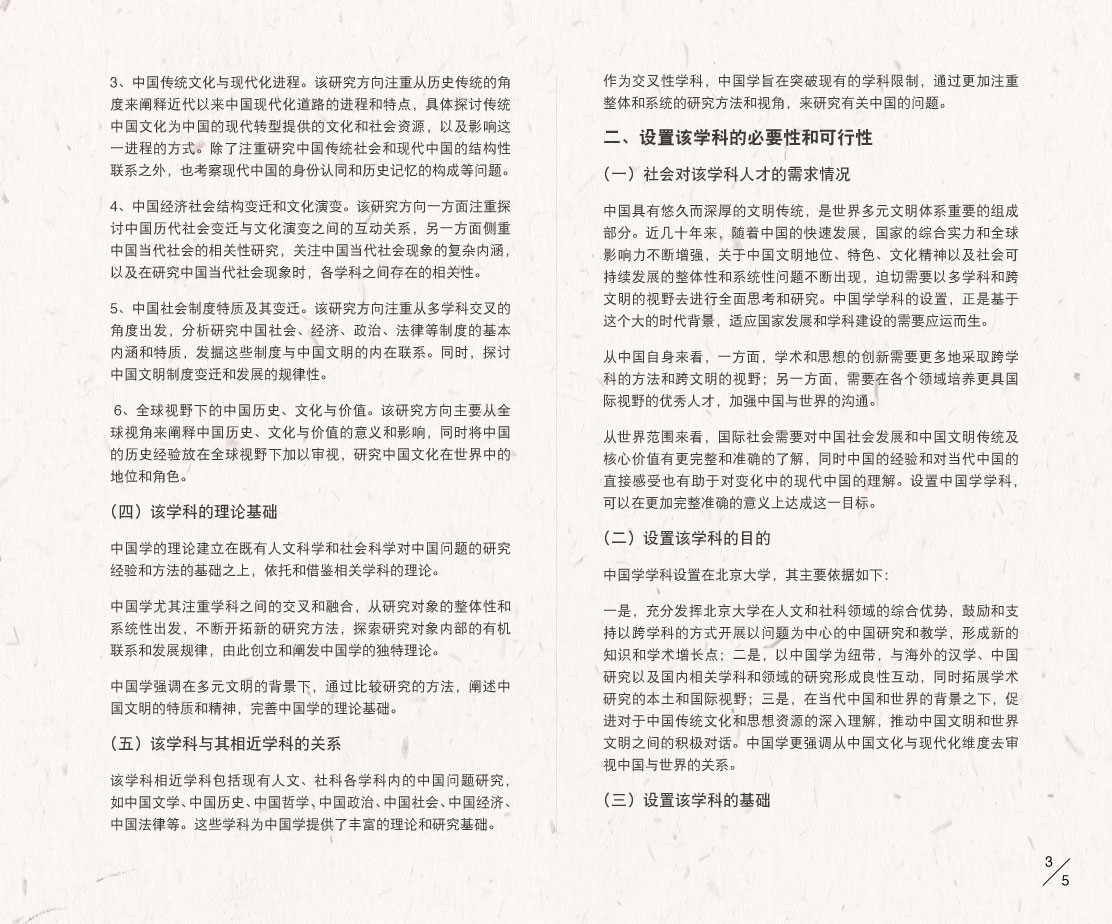 3、中国传统文化与现代化进程。该研究方向注重从历史传统的角
度来阐释近代以来中国现代化道路的进程和特点，具体探讨传统
中国文化为中国的现代转型提供的文化和社会资源，以及影响这
一进程的方式。除了注重研究中国传统社会和现代中国的结构性
联系之外，也考察现代中国的身份认同和历史记忆的构成等问题。
4、中国经济社会结构变迁和文化演变。该研究方向一方面注重探
讨中国历代社会变迁与文化演变之间的互动关系，另一方面侧重
中国当代社会的相关性研究，关注中国当代社会现象的复杂内涵，
以及在研究中国当代社会现象时，各学科之间存在的相关性。
5、中国社会制度特质及其变迁。该研究方向注重从多学科交叉的
角度出发，分析研究中国社会、经济、政治、法律等制度的基本
内涵和特质，发掘这些制度与中国文明的内在联系。同时，探讨
中国文明制度变迁和发展的规律性。
6、全球视野下的中国历史、文化与价值。该研究方向主要从全
球视角来阐释中国历史、文化与价值的意义和影响，同时将中国
的历史经验放在全球视野下加以审视，研究中国文化在世界中的
地位和角色。
（四）该学科的理论基础
中国学的理论建立在既有人文科学和社会科学对中国问题的研究
经验和方法的基础之上，依托和借鉴相关学科的理论。
中国学尤其注重学科之间的交叉和融合，从研究对象的整体性和
系统性出发，不断开拓新的研究方法，探索研究对象内部的有机
联系和发展规律，由此创立和阐发中国学的独特理论。
中国学强调在多元文明的背景下，通过比较研究的方法，阐述中
国文明的特质和精神，完善中国学的理论基础。
（五）该学科与其相近学科的关系
该学科相近学科包括现有人文、社科各学科内的中国问题研究，
如中国文学、中国历史、中国哲学、中国政治、中国社会、中国经济、
中国法律等。这些学科为中国学提供了丰富的理论和研究基础。
作为交叉性学科，中国学旨在突破现有的学科限制，通过更加注重
整体和系统的研究方法和视角，来研究有关中国的问题。
二、设置该学科的必要性和可行性
（一）社会对该学科人才的需求情况
中国具有悠久而深厚的文明传统，是世界多元文明体系重要的组成
部分。近几十年来，随着中国的快速发展，国家的综合实力和全球
影响力不断增强，关于中国文明地位、特色、文化精神以及社会可
持续发展的整体性和系统性问题不断出现，迫切需要以多学科和跨
文明的视野去进行全面思考和研究。中国学学科的设置，正是基于
这个大的时代背景，适应国家发展和学科建设的需要应运而生。
从中国自身来看，一方面，学术和思想的创新需要更多地采取跨学
科的方法和跨文明的视野；另一方面，需要在各个领域培养更具国
际视野的优秀人才，加强中国与世界的沟通。
从世界范围来看，国际社会需要对中国社会发展和中国文明传统及
核心价值有更完整和准确的了解，同时中国的经验和对当代中国的
直接感受也有助于对变化中的现代中国的理解。设置中国学学科，
可以在更加完整准确的意义上达成这一目标。
（二）设置该学科的目的
中国学学科设置在北京大学，其主要依据如下：
一是，充分发挥北京大学在人文和社科领域的综合优势，鼓励和支
持以跨学科的方式开展以问题为中心的中国研究和教学，形成新的
知识和学术增长点；二是，以中国学为纽带，与海外的汉学、中国
研究以及国内相关学科和领域的研究形成良性互动，同时拓展学术
研究的本土和国际视野；三是，在当代中国和世界的背景之下，促
进对于中国传统文化和思想资源的深入理解，推动中国文明和世界
文明之间的积极对话。中国学更强调从中国文化与现代化维度去审
视中国与世界的关系。
（三）设置该学科的基础
3/5